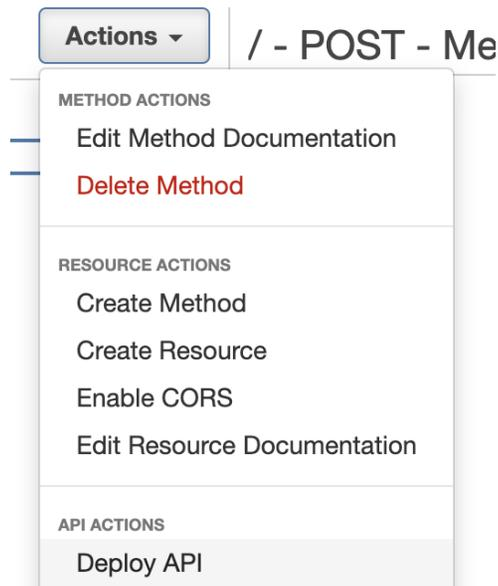 Actions
/ - POST - Me
METHOD ACTIONS
Edit Method Documentation
Delete Method
RESOURCE ACTIONS
Create Method
Create Resource
Enable CORS
Edit Resource Documentation
API ACTIONS
Deploy API